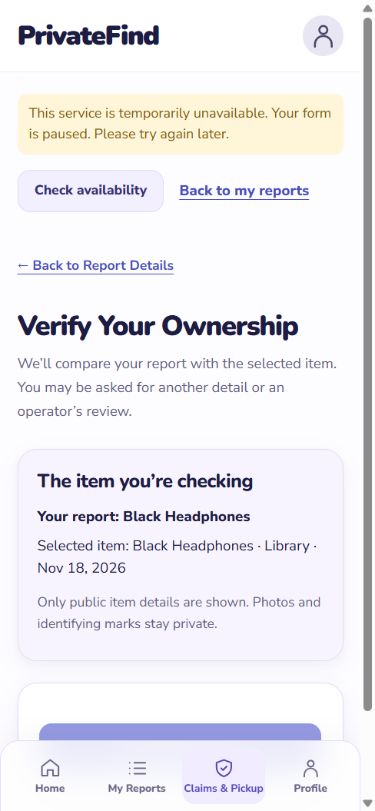 PrivateFind
This service is temporarily unavailable. Your form
is paused. Please try again later.
Check availability
Back to my reports
← Back to Report Details
Verify Your Ownership
We’ll compare your report with the selected item.
You may be asked for another detail or an
operator’s review.
The item you’re checking
Your report: Black Headphones
Selected item: Black Headphones · Library ·
Nov 18, 2026
Only public item details are shown. Photos and
identifying marks stay private.
Home
My Reports
Claims & Pickup
Profile